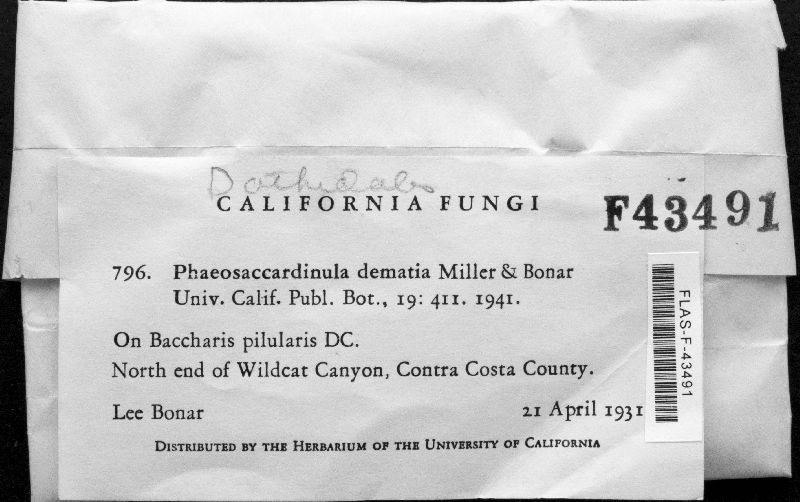 Dothideales
CALIFORNIA FUNGI
F43491
796. Phaeosaccardinula dematia Miller & Bonar
Univ. Calif. Publ. Bot., 19: 411. 1941.
On Baccharis pilularis DC.
North end of Wildcat Canyon, Contra Costa County.
Lee Bonar 21 April 1931
DISTRIBUTED BY THE HERBARIUM OF THE UNIVERSITY OF CALIFORNIA
FLAS-F-43491